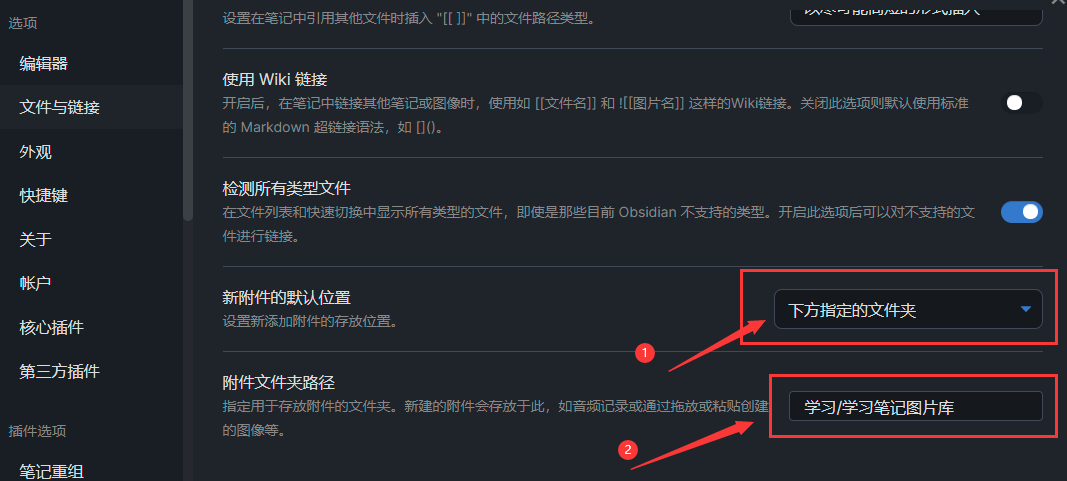 选项
编辑器
文件与链接
外观
快捷键
关于
帐户
核心插件
第三方插件
插件选项
笔记重组
设置在笔记中引用其他文件时插入 "[[ ]]" 中的文件路径类型。
使用 Wiki 链接
开启后，在笔记中链接其他笔记或图像时，使用如 [[文件名]] 和 ![[图片名]] 这样的Wiki链接。关闭此选项则默认使用标准
的 Markdown 超链接语法，如 []()。
检测所有类型文件
在文件列表和快速切换中显示所有类型的文件，即使是那些目前 Obsidian 不支持的类型。开启此选项后可以对不支持的文
件进行链接。
新附件的默认位置
设置新添加附件的存放位置。
下方指定的文件夹
1
附件文件夹路径
指定用于存放附件的文件夹。新建的附件会存放于此，如音频记录或通过拖放或粘贴创建
的图像等。
学习/学习笔记图片库
2